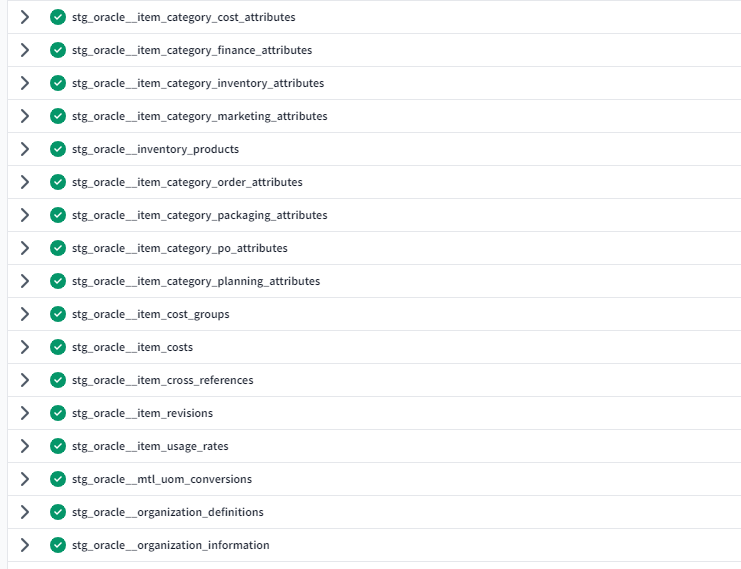 stg_oracle__item_category_cost_attributes
stg_oracle__item_category_finance_attributes
stg_oracle__item_category_inventory_attributes
stg_oracle__item_category_marketing_attributes
stg_oracle__inventory_products
stg_oracle__item_category_order_attributes
stg_oracle__item_category_packaging_attributes
stg_oracle__item_category_po_attributes
stg_oracle__item_category_planning_attributes
stg_oracle__item_cost_groups
stg_oracle__item_costs
stg_oracle__item_cross_references
stg_oracle__item_revisions
stg_oracle__item_usage_rates
stg_oracle__mtl_uom_conversions
stg_oracle__organization_definitions
stg_oracle__organization_information